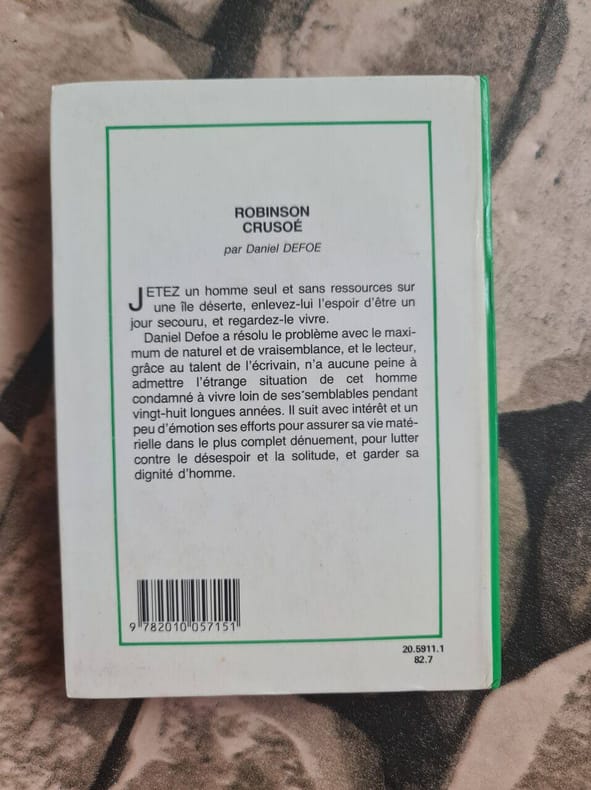 ROBINSON
CRUSOÉ
par Daniel DEFOE
JETEZ un homme seul et sans ressources sur
une île déserte, enlevez-lui l'espoir d'être un
jour secouru, et regardez-le vivre.
Daniel Defoe a résolu le problème avec le maxi-
mum de naturel et de vraisemblance, et le lecteur,
grâce au talent de l'écrivain, n'a aucune peine à
admettre l'étrange situation de cet homme
condamné à vivre loin de ses semblables pendant
vingt-huit longues années. Il suit avec intérêt et un
peu d'émotion ses efforts pour assurer sa vie maté-
rielle dans le plus complet dénuement, pour lutter
contre le désespoir et la solitude, et garder sa
dignité d'homme.
9 782010 057151
20.5911.1
82.7